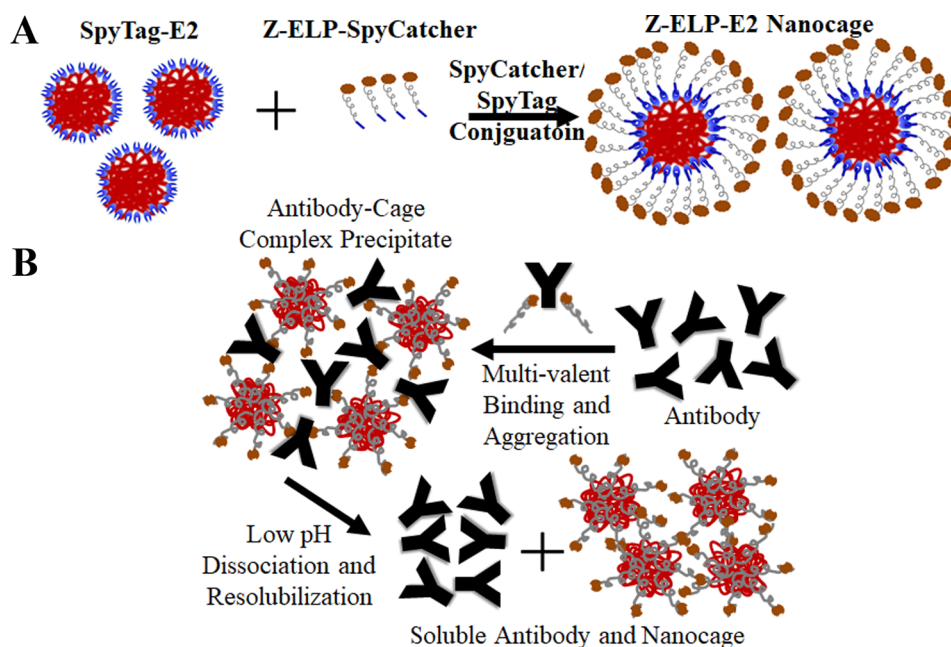 A
SpyTag-E2
Z-ELP-SpyCatcher
Z-ELP-E2 Nanocage
SpyCatcher/
SpyTag
Conjguatoin
B
Antibody-Cage
Complex Precipitate
Multi-valent
Binding and
Aggregation
Antibody
Low pH
Dissociation and
Resolubilization
Soluble Antibody and Nanocage